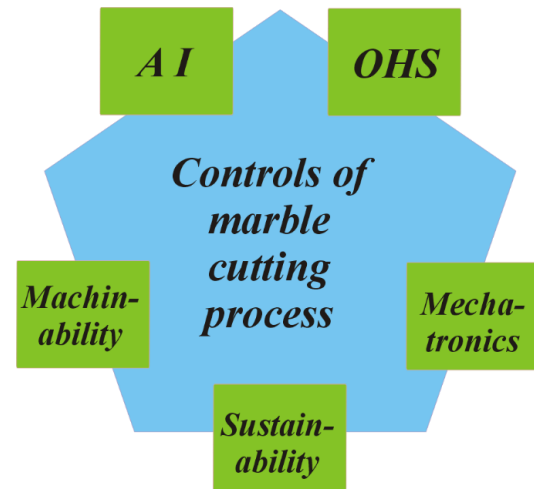 A I
OHS
Controls of
marble
cutting
process
Machin-
ability
Mecha-
tronics
Sustain-
ability